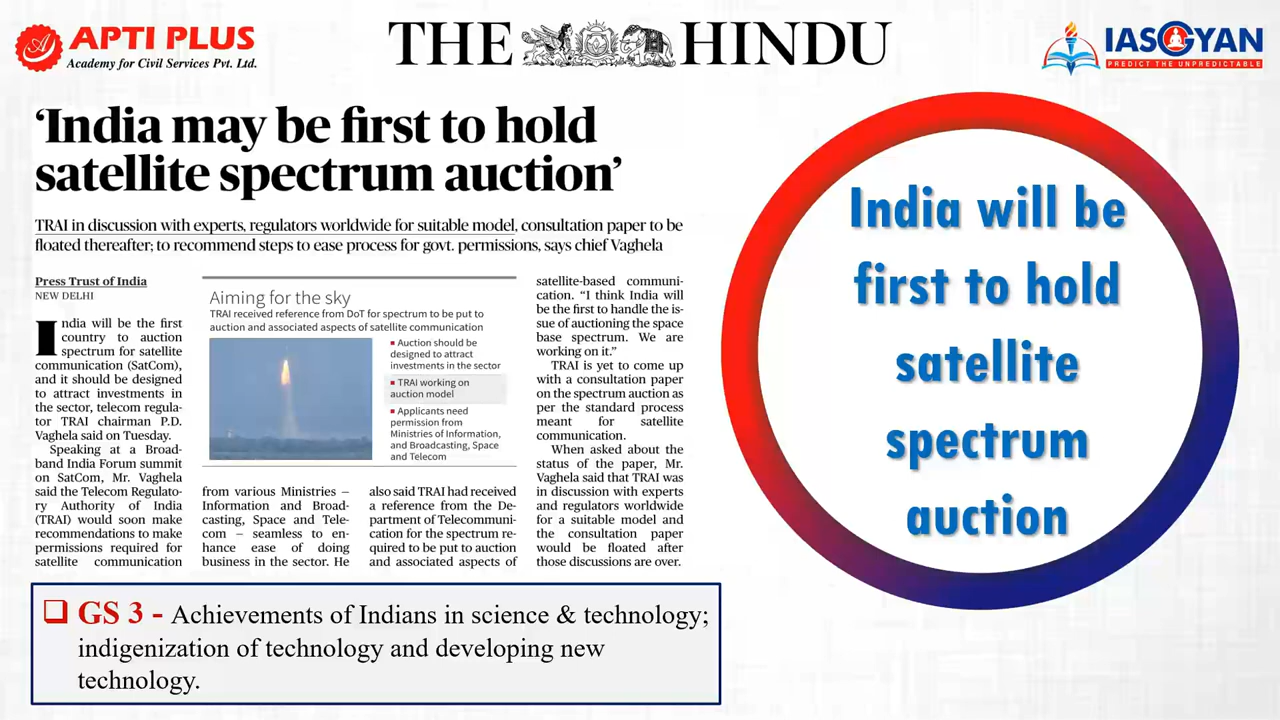 APTI PLUS
Academy for Civil Services Pvt. Ltd.
THE HINDU
IASGYAN
PREDICT THE UNPREDICTABLE
‘India may be first to hold
satellite spectrum auction’
TRAI in discussion with experts, regulators worldwide for suitable model, consultation paper to be
floated thereafter; to recommend steps to ease process for govt. permissions, says chief Vaghela
Press Trust of India
NEW DELHI
India will be the first
country to auction
spectrum for satellite
communication (SatCom),
and it should be designed
to attract investments in
the sector, telecom regula-
tor TRAI chairman P.D.
Vaghela said on Tuesday.
Speaking at a Broad-
band India Forum summit
on SatCom, Mr. Vaghela
said the Telecom Regulato-
ry Authority of India
(TRAI) would soon make
recommendations to make
permissions required for
satellite communication
Aiming for the sky
TRAI received reference from DoT for spectrum to be put to
auction and associated aspects of satellite communication
■ Auction should be
designed to attract
investments in the sector
■ TRAI working on
auction model
■ Applicants need
permission from
Ministries of Information,
and Broadcasting, Space
and Telecom
from various Ministries –
Information and Broad-
casting, Space and Tele-
com – seamless to en-
hance ease of doing
business in the sector. He
also said TRAI had received
a reference from the De-
partment of Telecommuni-
cation for the spectrum re-
quired to be put to auction
and associated aspects of
satellite-based communi-
cation. “I think India will
be the first to handle the is-
sue of auctioning the space
base spectrum. We are
working on it.”
TRAI is yet to come up
with a consultation paper
on the spectrum auction as
per the standard process
meant for satellite
communication.
When asked about the
status of the paper, Mr.
Vaghela said that TRAI was
in discussion with experts
and regulators worldwide
for a suitable model and
the consultation paper
would be floated after
those discussions are over.
India will be
first to hold
satellite
spectrum
auction
❑ GS 3 - Achievements of Indians in science & technology;
indigenization of technology and developing new
technology.